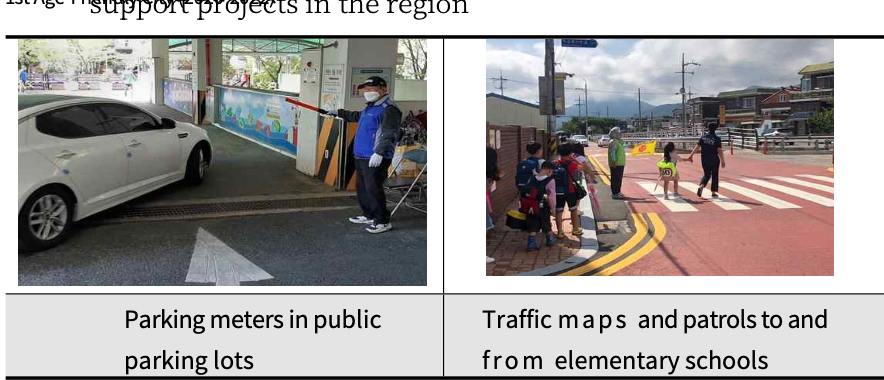 support projects in the region
Parking meters in public
parking lots
Traffic maps and patrols to and
from elementary schools